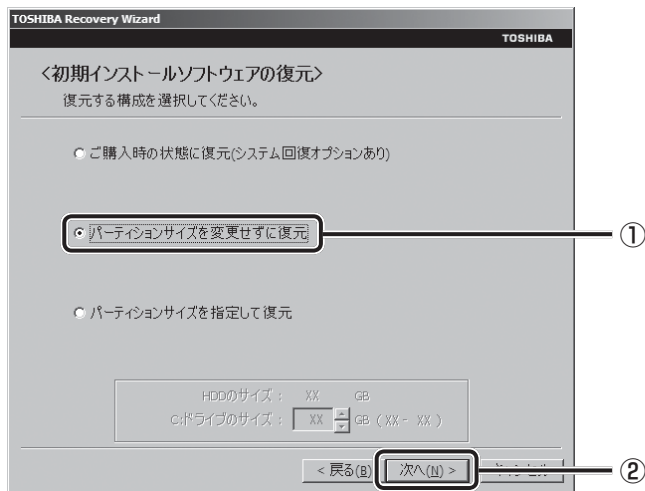 TOSHIBA Recovery Wizard
TOSHIBA
<初期インストールソフトウェアの復元>
復元する構成を選択してください。
ご購入時の状態に復元(システム回復オプションあり)
パーティションサイズを変更せずに復元
①
パーティションサイズを指定して復元
HDDのサイズ: XX GB
C:ドライブのサイズ: XX GB ( XX - XX )
< 戻る(B) 次へ(N) >
②